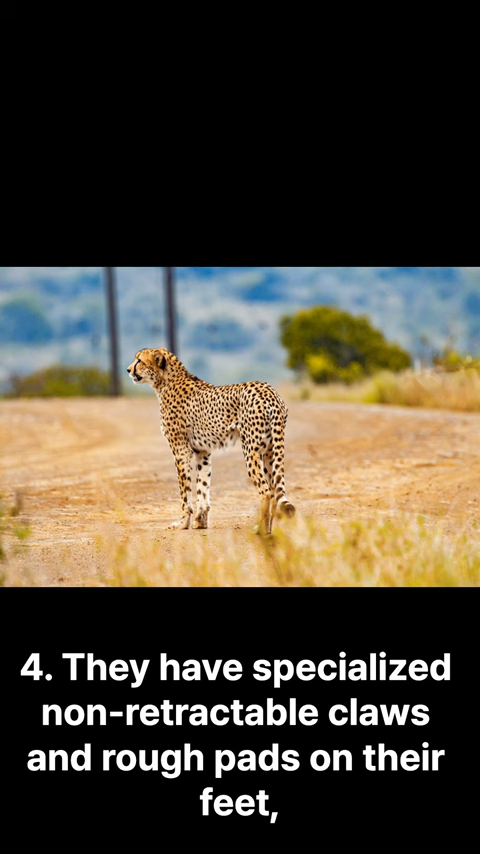 4. They have specialized
non-retractable claws
and rough pads on their
feet,